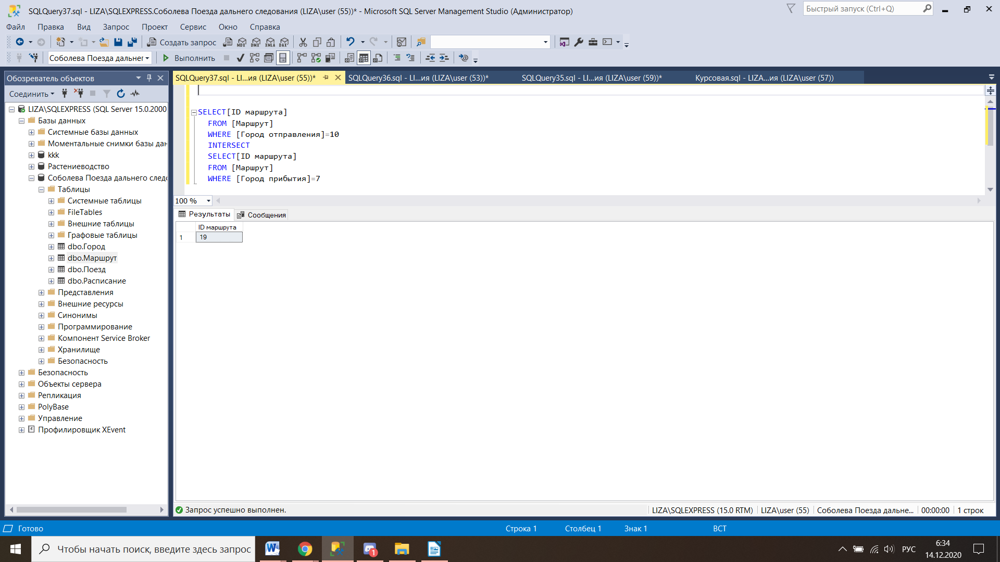 SQLQuery37.sql - LIZA\SQLEXPRESS.Соболева Поезда дальнего следования (LIZA\user (55))* - Microsoft SQL Server Management Studio (Администратор)
Быстрый запуск (Ctrl+Q)
Файл Правка Вид Запрос Проект Сервис Окно Справка
Создать запрос MDX DMX XMLA DAX
Соболева Поезда дальнег Выполнить
Обозреватель объектов
Соединить
LIZA\SQLEXPRESS (SQL Server 15.0.2000
Базы данных
Системные базы данных
Моментальные снимки базы дан
kkk
Растениеводство
Соболева Поезда дальнего следо
Таблицы
Системные таблицы
FileTables
Внешние таблицы
Графовые таблицы
dbo.Город
dbo.Маршрут
dbo.Поезд
dbo.Расписание
Представления
Внешние ресурсы
Синонимы
Программирование
Компонент Service Broker
Хранилище
Безопасность
Безопасность
Объекты сервера
Репликация
PolyBase
Управление
Профилировщик XEvent
SQLQuery37.sql - LI...ия (LIZA\user (55))* SQLQuery36.sql - LI...ия (LIZA\user (53))* SQLQuery35.sql - LI...ия (LIZA\user (59))* Курсовая.sql - LIZA...ия (LIZA\user (57))
SELECT[ID маршрута]
FROM [Маршрут]
WHERE [Город отправления]=10
INTERSECT
SELECT[ID маршрута]
FROM [Маршрут]
WHERE [Город прибытия]=7
100 %
Результаты Сообщения
ID маршрута
1 19
Запрос успешно выполнен. LIZA\SQLEXPRESS (15.0 RTM) LIZA\user (55) Соболева Поезда дальне... 00:00:00 1 строк
Готово Строка 1 Столбец 1 Знак 1 ВСТ
Чтобы начать поиск, введите здесь запрос
1
РУС
6:34
14.12.2020